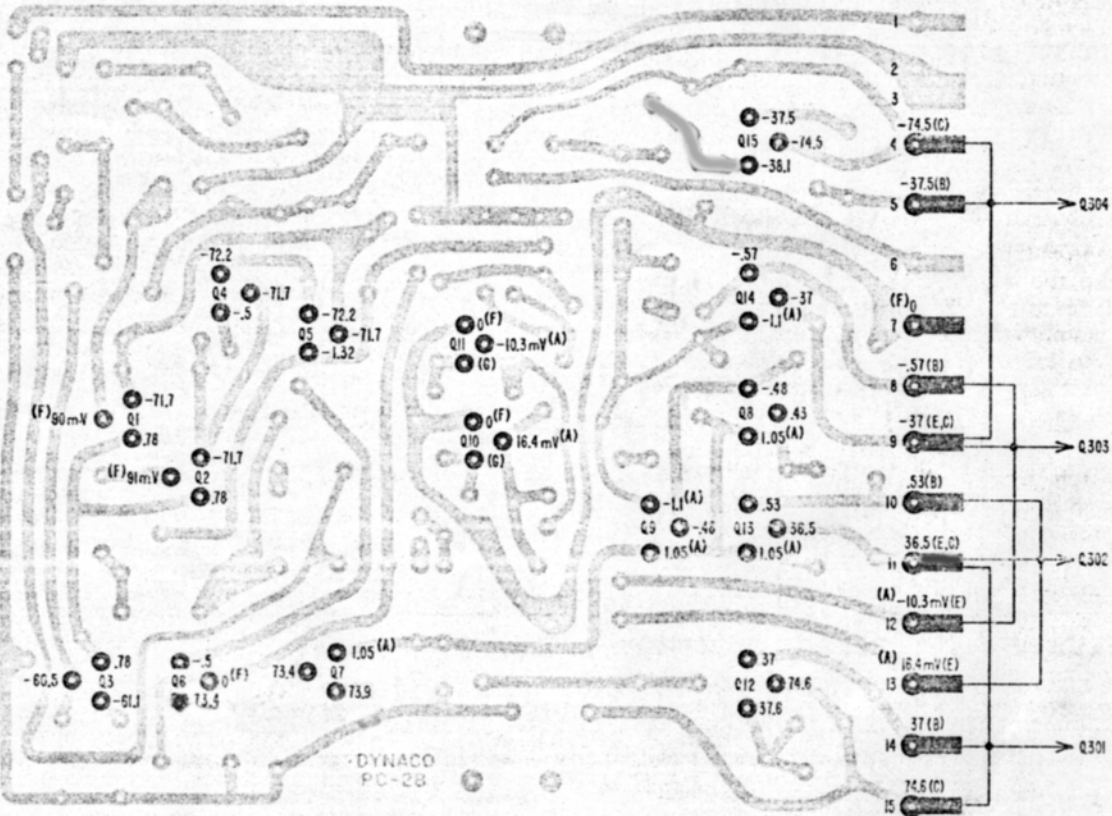 1
2
3
-74.5(C)
4
-37.5
Q15
-74.5
-38.1
-37.5(B)
5
Q304
6
-.57
Q14
-37
-1.1(A)
(F)0
7
-72.2
Q4
-71.7
-.5
-72.2
Q5
-71.7
-1.32
0(F)
Q11
-10.3mV(A)
(G)
-.57(B)
8
-.48
Q8
.43
1.05(A)
-71.7
Q1
.78
0(F)
Q10
16.4mV(A)
(G)
-37(E,C)
9
Q303
-71.7
(F)91mV
Q2
.78
.53(B)
10
-1.1(A)
Q9
1.05(A)
.53
Q13
36.5
1.05(A)
36.5(E,C)
11
Q302
(A)-10.3mV(E)
12
.78
-60.5
Q3
-61.1
-.5
Q6
0(F)
1.05(A)
73.4
Q7
73.9
37
Q12
74.6
37.6
(A)16.4mV(E)
13
37(B)
14
Q301
DYNACO
PC-28
74.6(C)
15